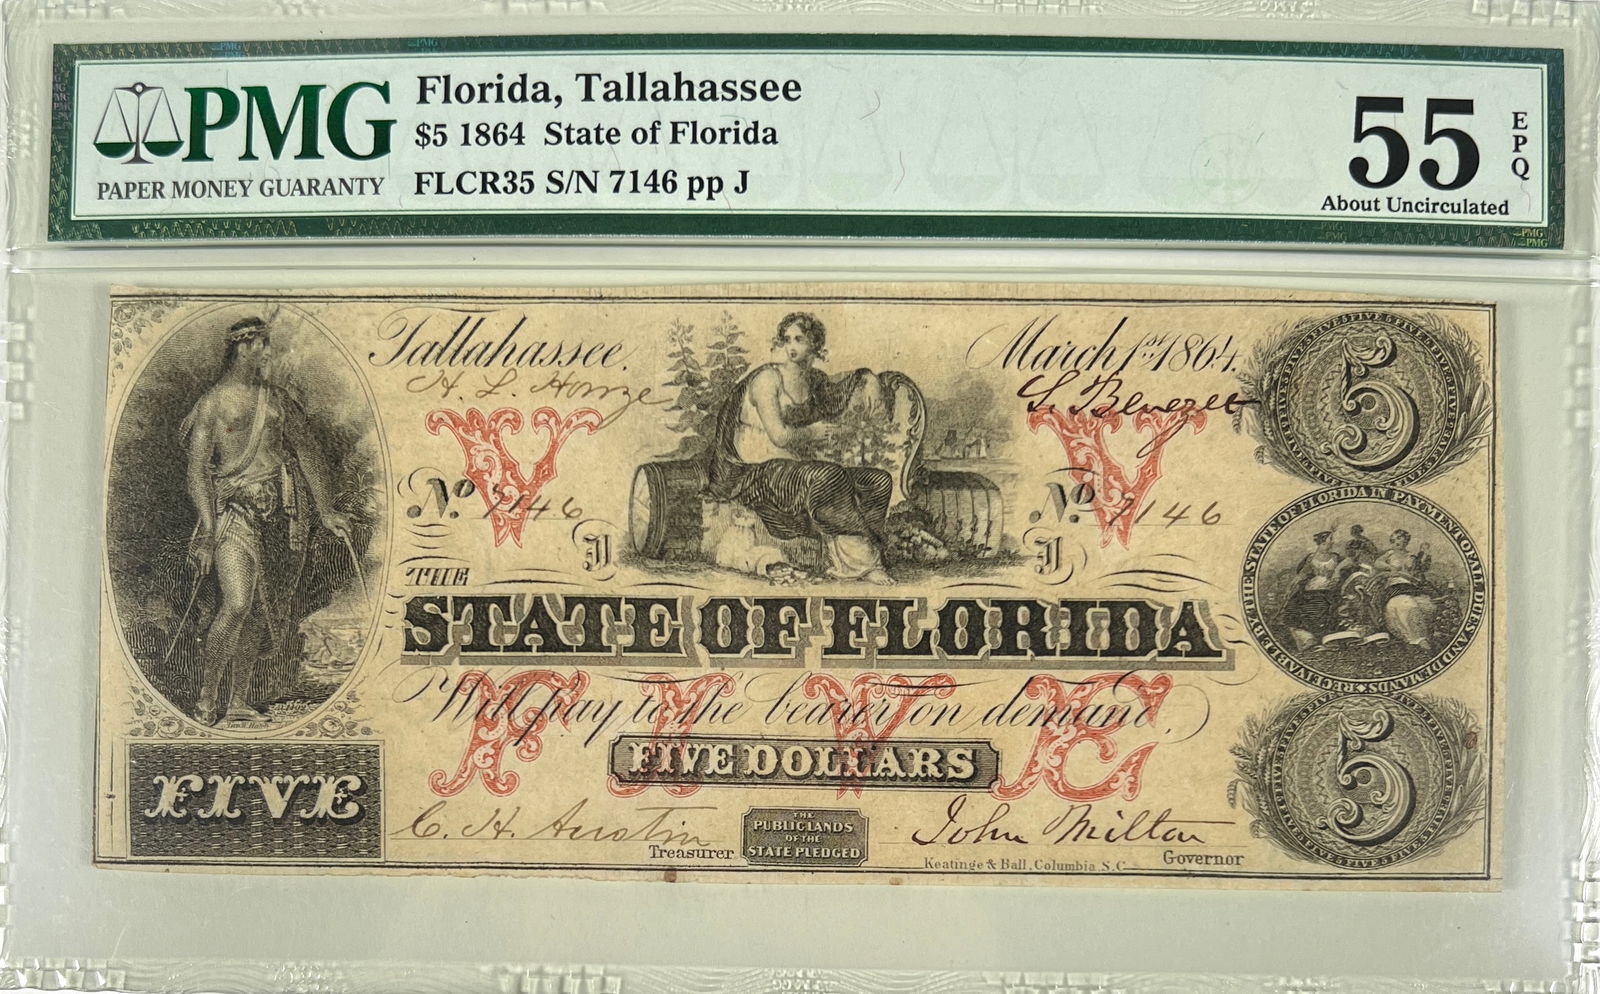 PMG
PAPER MONEY GUARANTY
Florida, Tallahassee
$5 1864 State of Florida
FLCR35 S/N 7146 pp J
55
EPQ
About Uncirculated
Tallahassee. March 1st 1864.
H. L. S. Benezet
V V
No. 7146 No. 7146
J J
5
THE
STATE OF FLORIDA
RECEIVABLE BY THE STATE OF FLORIDA IN PAYMENT OF ALL DUES AND DEMANDS
Will pay to the bearer on demand,
FIVE
FIVE DOLLARS
5
FIVE
C. H. Austin Treasurer
THE
PUBLIC LANDS
OF THE
STATE PLEDGED
John Milton Governor
Keatinge & Ball, Columbia, S.C.